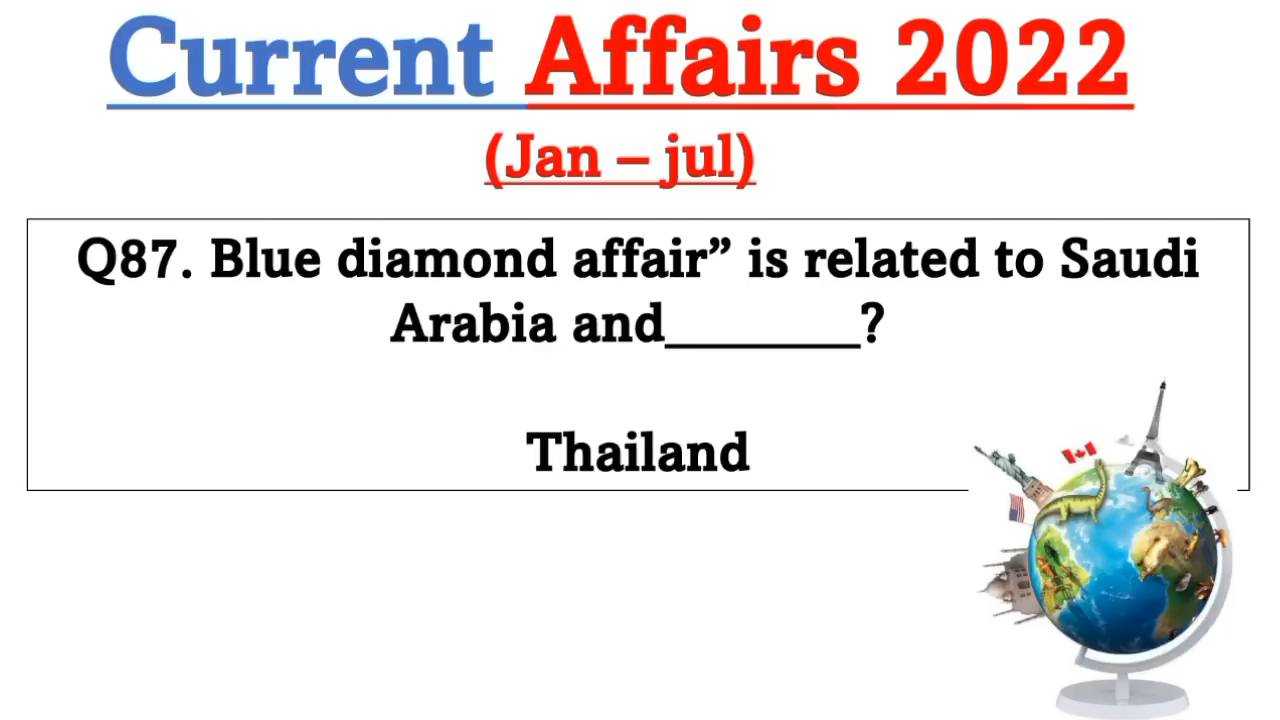 Current Affairs 2022
(Jan – jul)
Q87. Blue diamond affair” is related to Saudi
Arabia and________?
Thailand